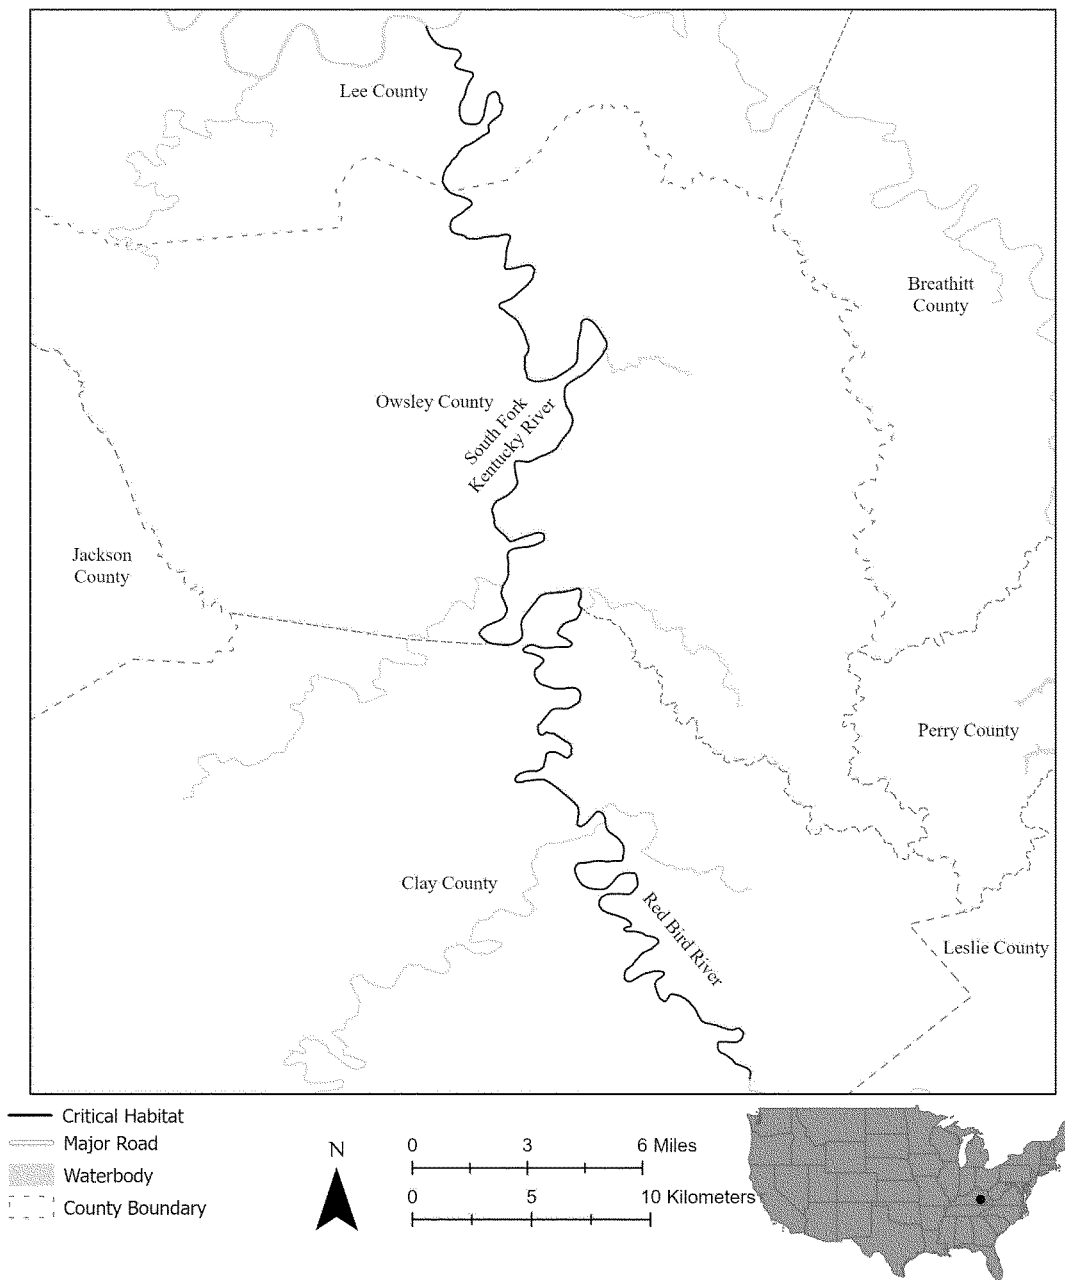 Lee County
Breathitt
County
Owsley County
South Fork
Kentucky River
Jackson
County
Perry County
Clay County
Red Bird River
Leslie County
Critical Habitat
Major Road
Waterbody
County Boundary
N
0 3 6 Miles
0 5 10 Kilometers